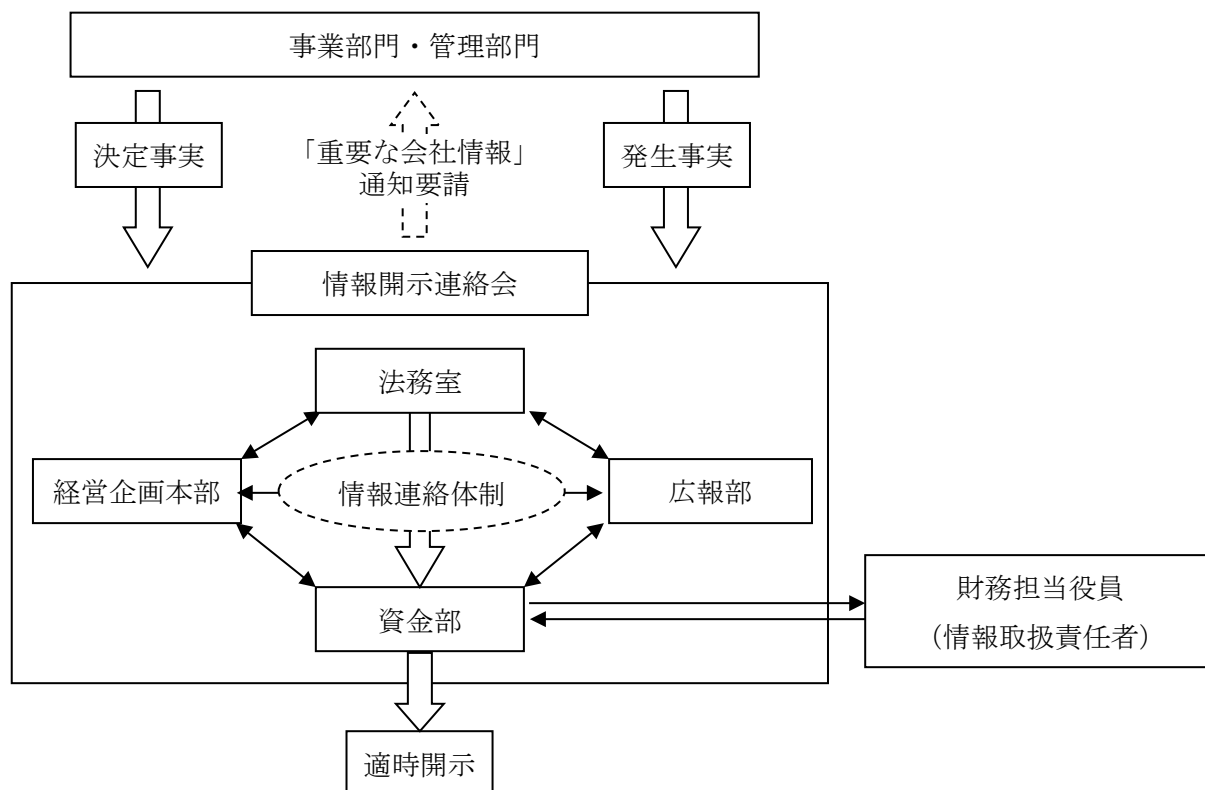 事業部門・管理部門
決定事実
「重要な会社情報」
通知要請
発生事実
情報開示連絡会
法務室
経営企画本部
情報連絡体制
広報部
資金部
財務担当役員
（情報取扱責任者）
適時開示